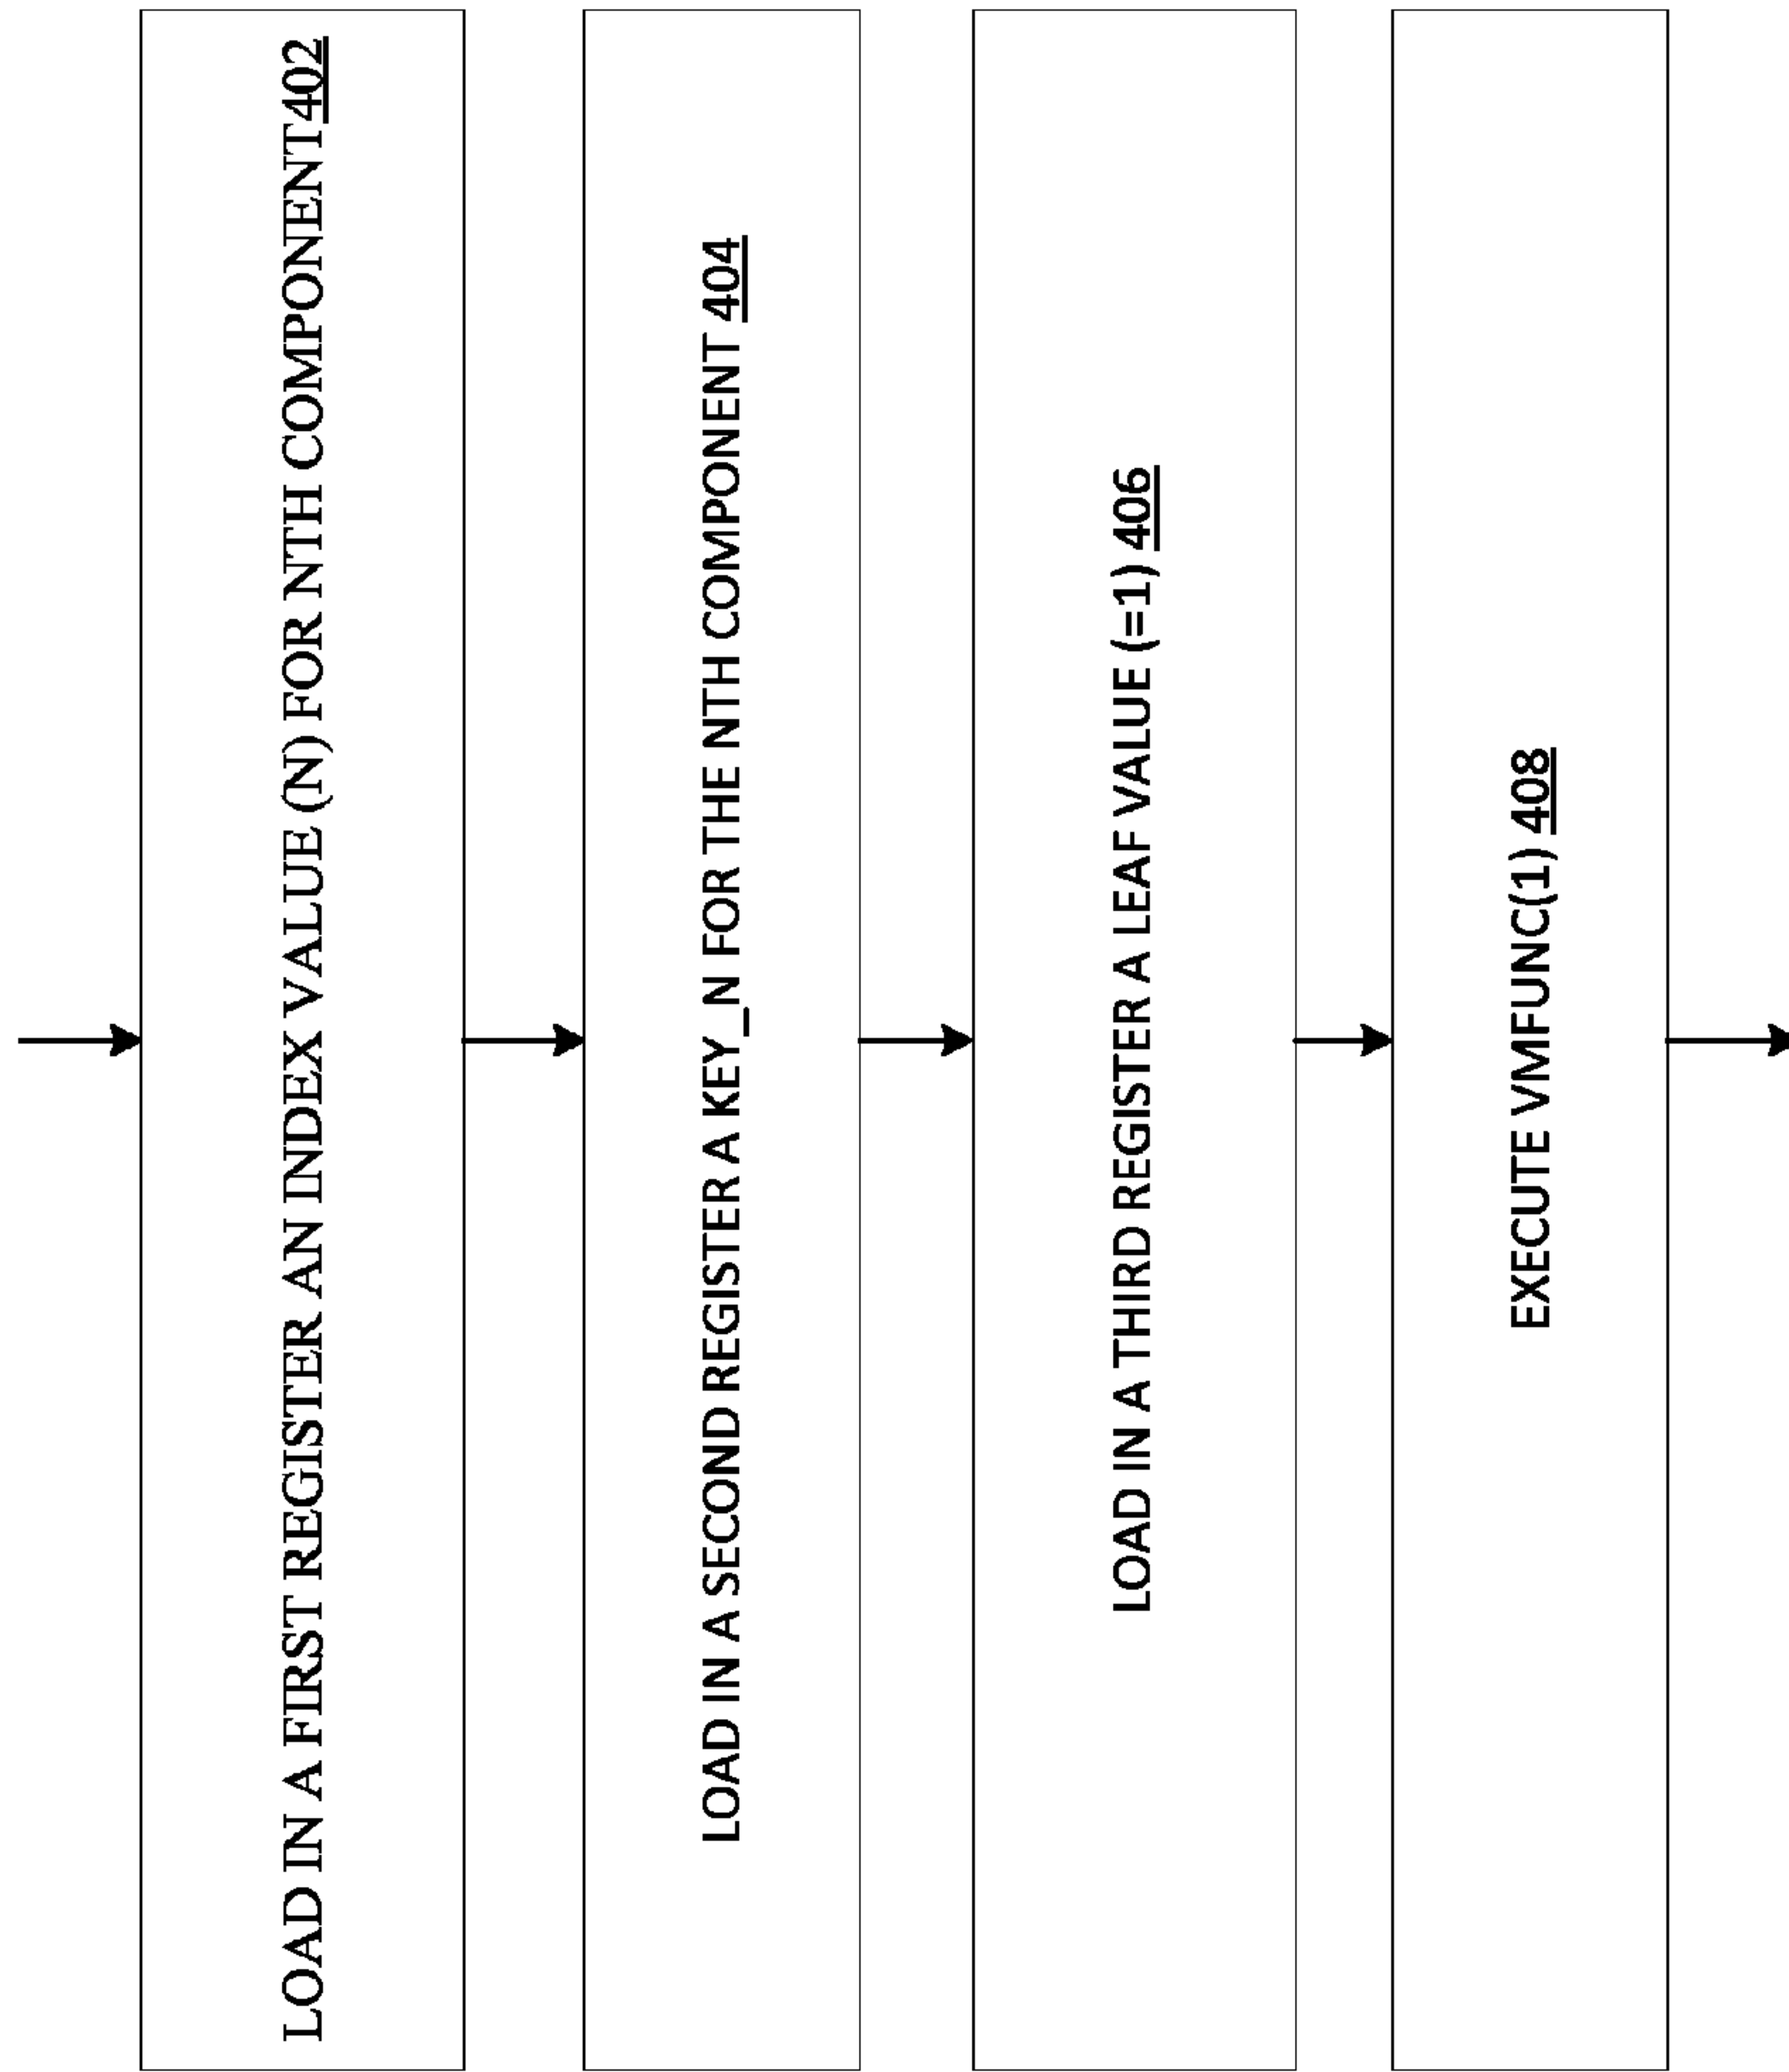 LOAD IN A FIRST REGISTER AN INDEX VALUE (N) FOR NTH COMPONENT402
LOAD IN A SECOND REGISTER A KEY_N FOR THE NTH COMPONENT 404
LOAD IN A THIRD REGISTER A LEAF VALUE (=1) 406
EXECUTE VMFUNC(1) 408